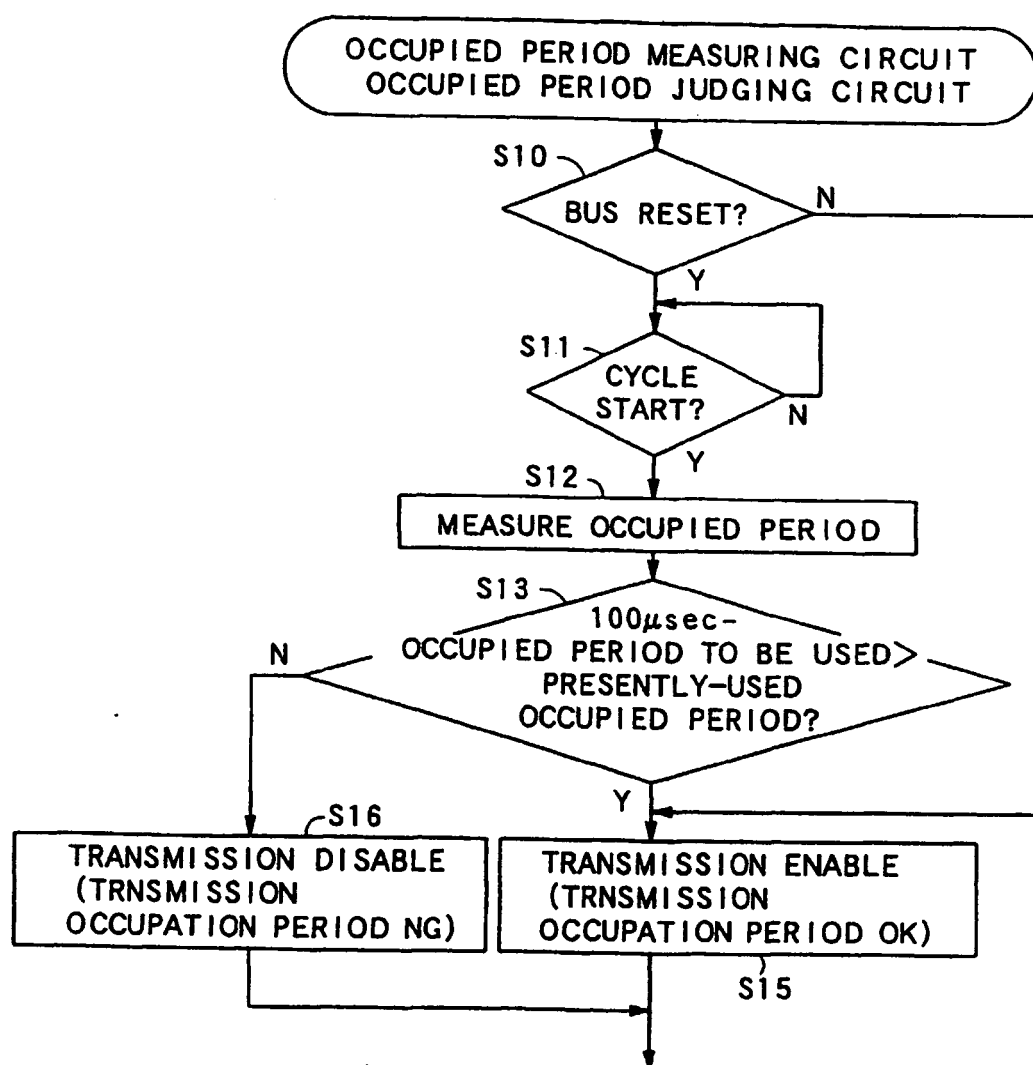 OCCUPIED PERIOD MEASURING CIRCUIT
OCCUPIED PERIOD JUDGING CIRCUIT
S10
BUS RESET?
N
Y
S11
CYCLE
START?
N
Y
S12
MEASURE OCCUPIED PERIOD
S13
100μsec-
OCCUPIED PERIOD TO BE USED>
PRESENTLY-USED
OCCUPIED PERIOD?
N
Y
S16
TRANSMISSION DISABLE
(TRNSMISSION
OCCUPATION PERIOD NG)
TRANSMISSION ENABLE
(TRNSMISSION
OCCUPATION PERIOD OK)
S15